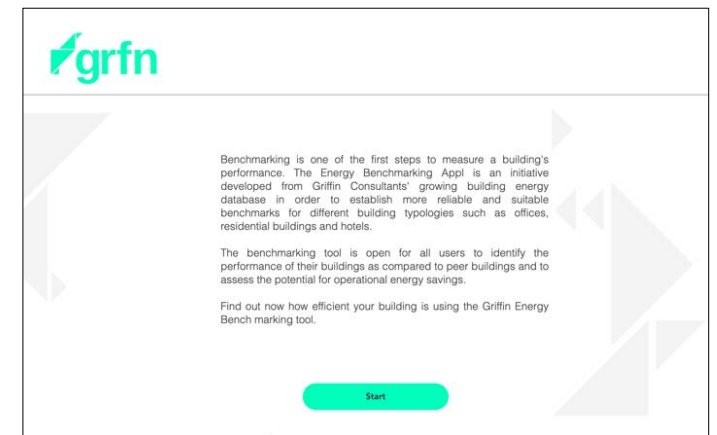 grfn
Benchmarking is one of the first steps to measure a building's
performance. The Energy Benchmarking Appl is an initiative
developed from Griffin Consultants' growing building energy
database in order to establish more reliable and suitable
benchmarks for different building typologies such as offices,
residential buildings and hotels.
The benchmarking tool is open for all users to identify the
performance of their buildings as compared to peer buildings and to
assess the potential for operational energy savings.
Find out now how efficient your building is using the Griffin Energy
Bench marking tool.
Start